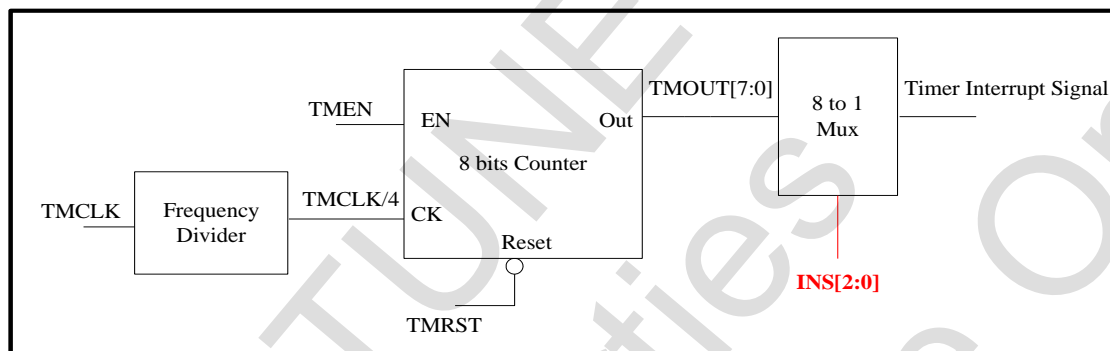 TMEN
EN
TMOUT[7:0]
Out
8 bits Counter
8 to 1
Mux
Timer Interrupt Signal
TMCLK
Frequency
Divider
TMCLK/4
CK
Reset
TMRST
INS[2:0]
TUNE